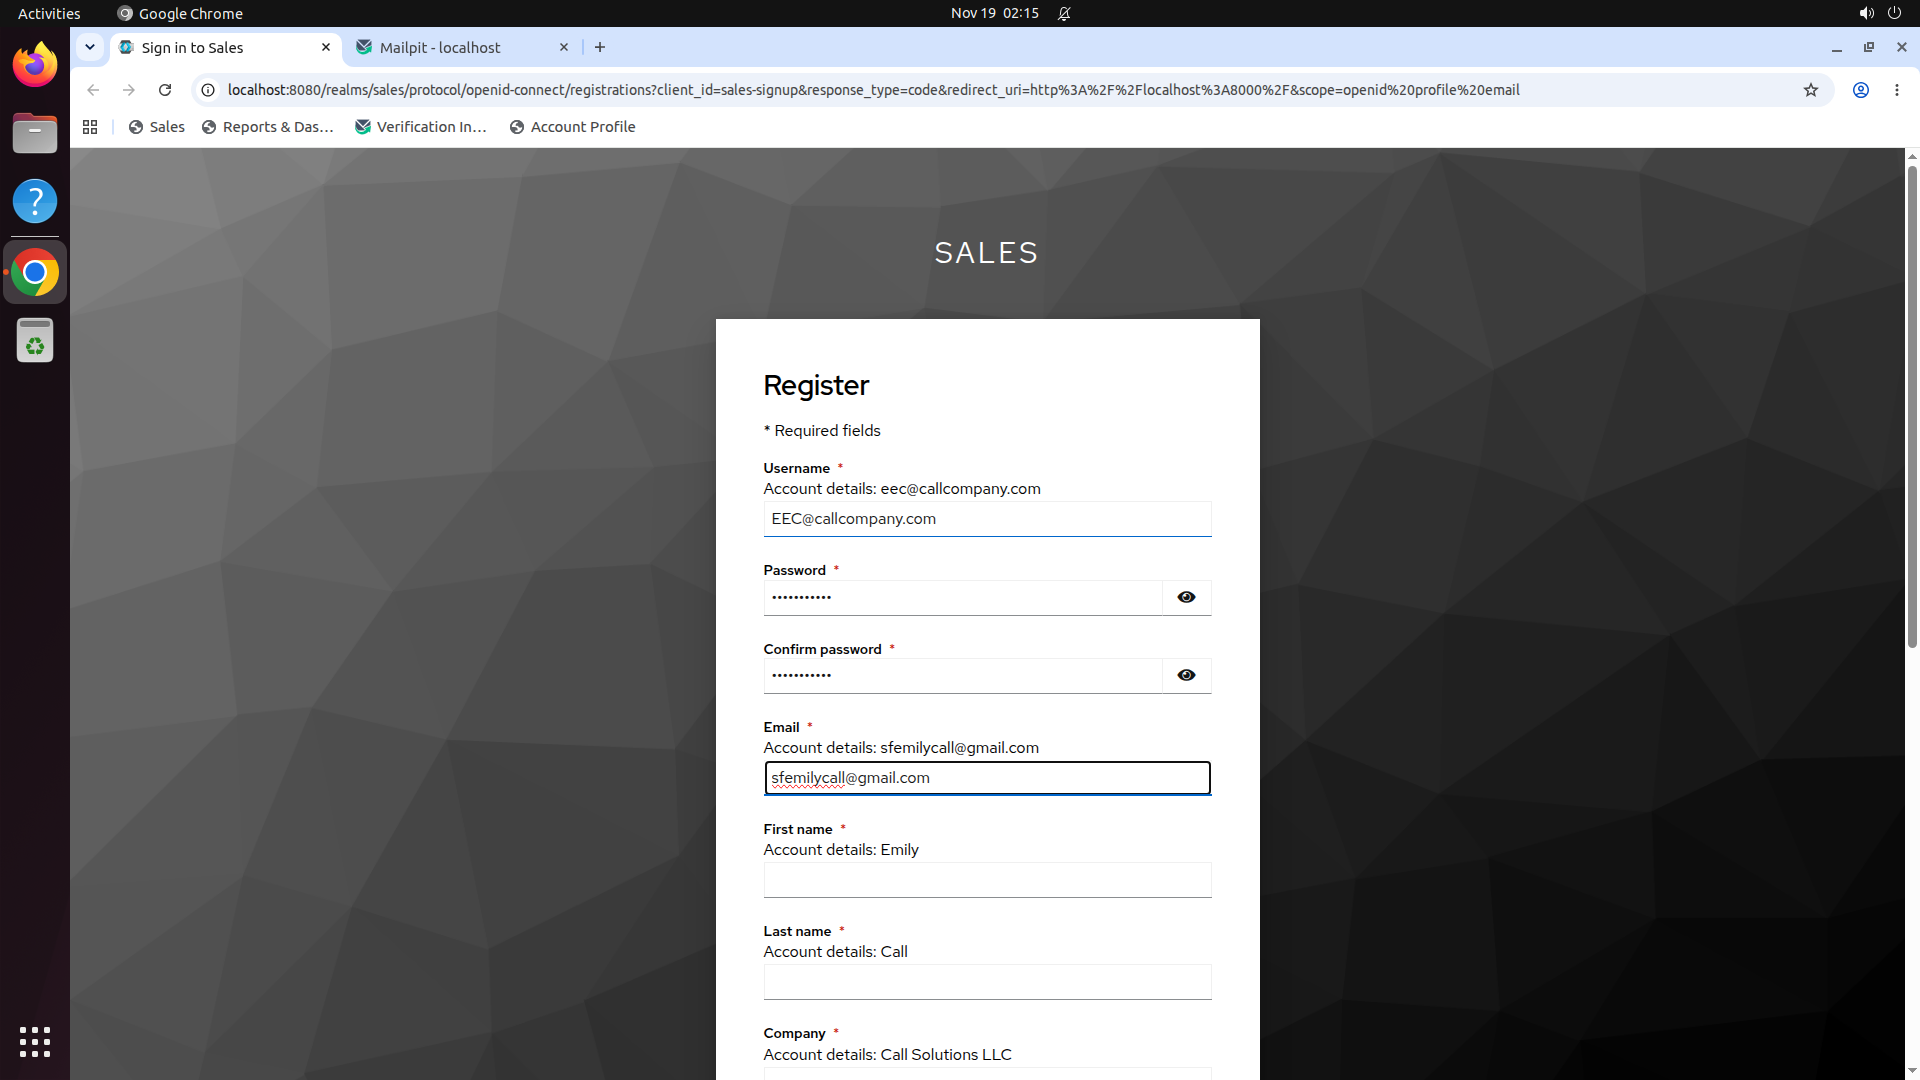 Activities
Google Chrome
Nov 19 02:15
Sign in to Sales
Mailpit - localhost
localhost:8080/realms/sales/protocol/openid-connect/registrations?client_id=sales-signup&response_type=code&redirect_uri=http%3A%2F%2Flocalhost%3A8000%2F&scope=openid%20profile%20email
Sales
Reports & Das...
Verification In...
Account Profile
SALES
Register
* Required fields
Username *
Account details: eec@callcompany.com
EEC@callcompany.com
Password *
•••••••••••
Confirm password *
•••••••••••
Email *
Account details: sfemilycall@gmail.com
sfemilycall@gmail.com
First name *
Account details: Emily
Last name *
Account details: Call
Company *
Account details: Call Solutions LLC